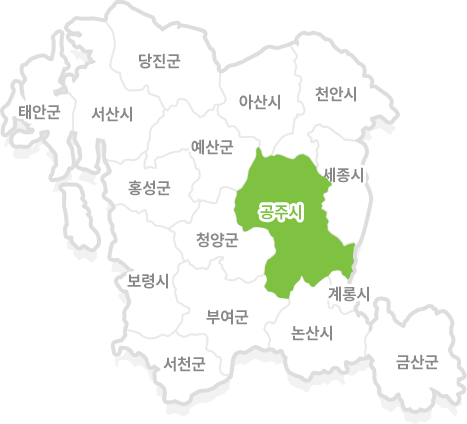 당진군
천안시
아산시
태안군
서산시
예산군
세종시
홍성군
공주시
청양군
보령시
계룡시
부여군
논산시
서천군
금산군